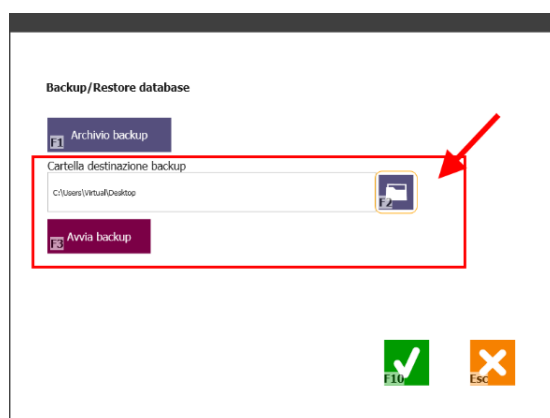 Backup/Restore database
F1 Archivio backup
Cartella destinazione backup
C:\Users\Virtual\Desktop
F2
F3 Avvia backup
F10
Esc